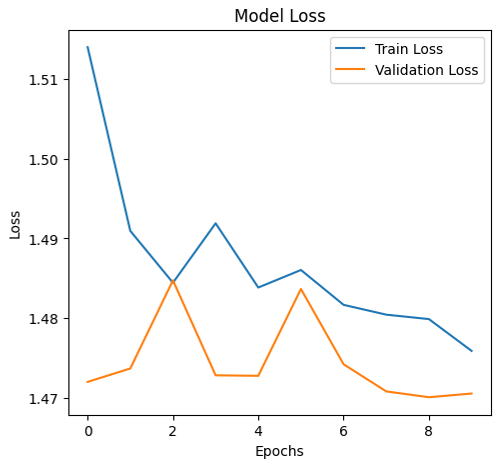 Model Loss
Train Loss
Validation Loss
Loss
1.51
1.50
1.49
1.48
1.47
0 2 4 6 8
Epochs